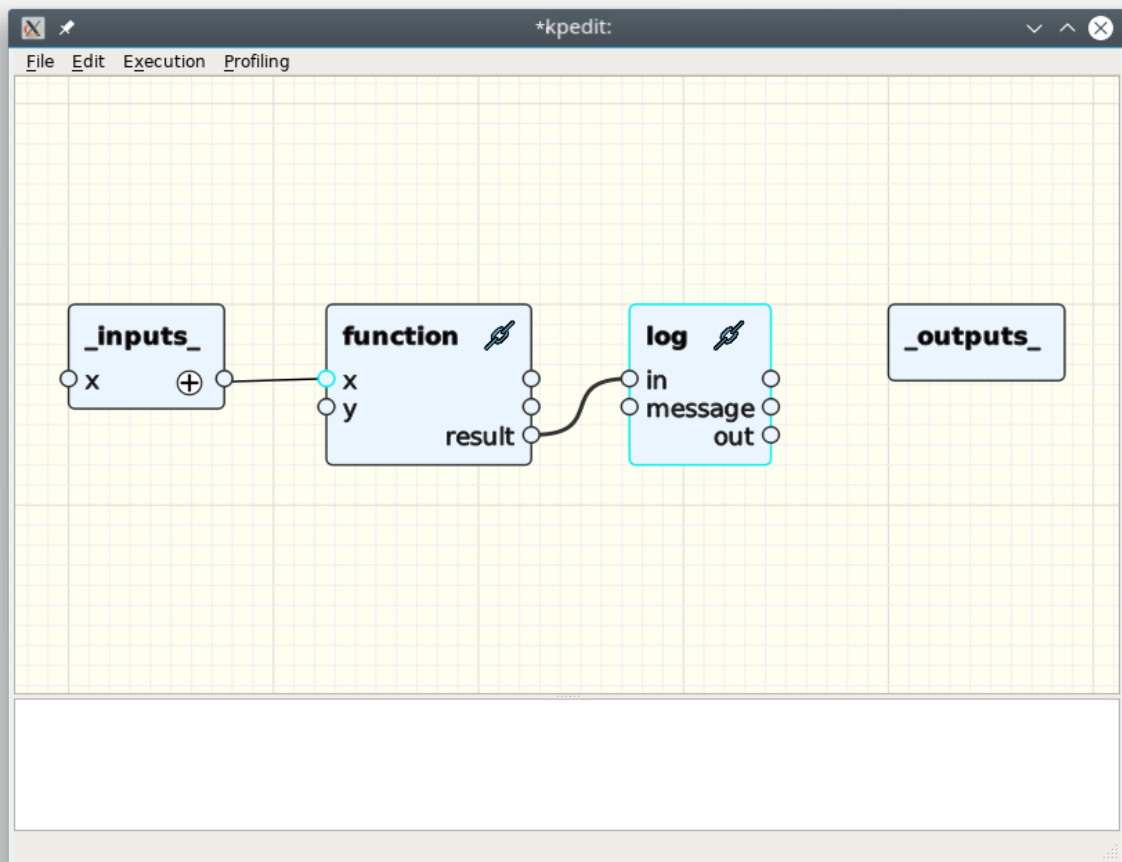 *kpedit:
File Edit Execution Profiling
_inputs_
x
function
x
y
result
log
in
message
out
_outputs_